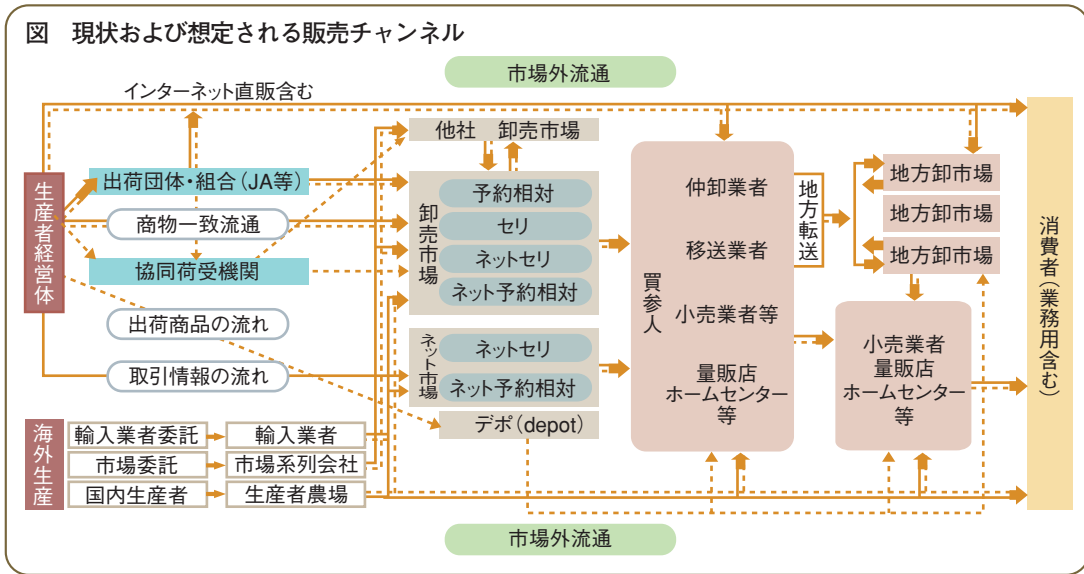 図　現状および想定される販売チャンネル
市場外流通
インターネット直販含む
他社　卸売市場
生産者経営体
出荷団体・組合（JA等）
商物一致流通
協同荷受機関
出荷商品の流れ
取引情報の流れ
卸売市場
予約相対
セリ
ネットセリ
ネット予約相対
ネット市場
ネットセリ
ネット予約相対
デポ（depot）
買参人
仲卸業者
移送業者
小売業者等
量販店
ホームセンター
等
地方転送
地方卸市場
地方卸市場
地方卸市場
小売業者
量販店
ホームセンター
等
消費者（業務用含む）
海外生産
輸入業者委託
輸入業者
市場委託
市場系列会社
国内生産者
生産者農場
市場外流通